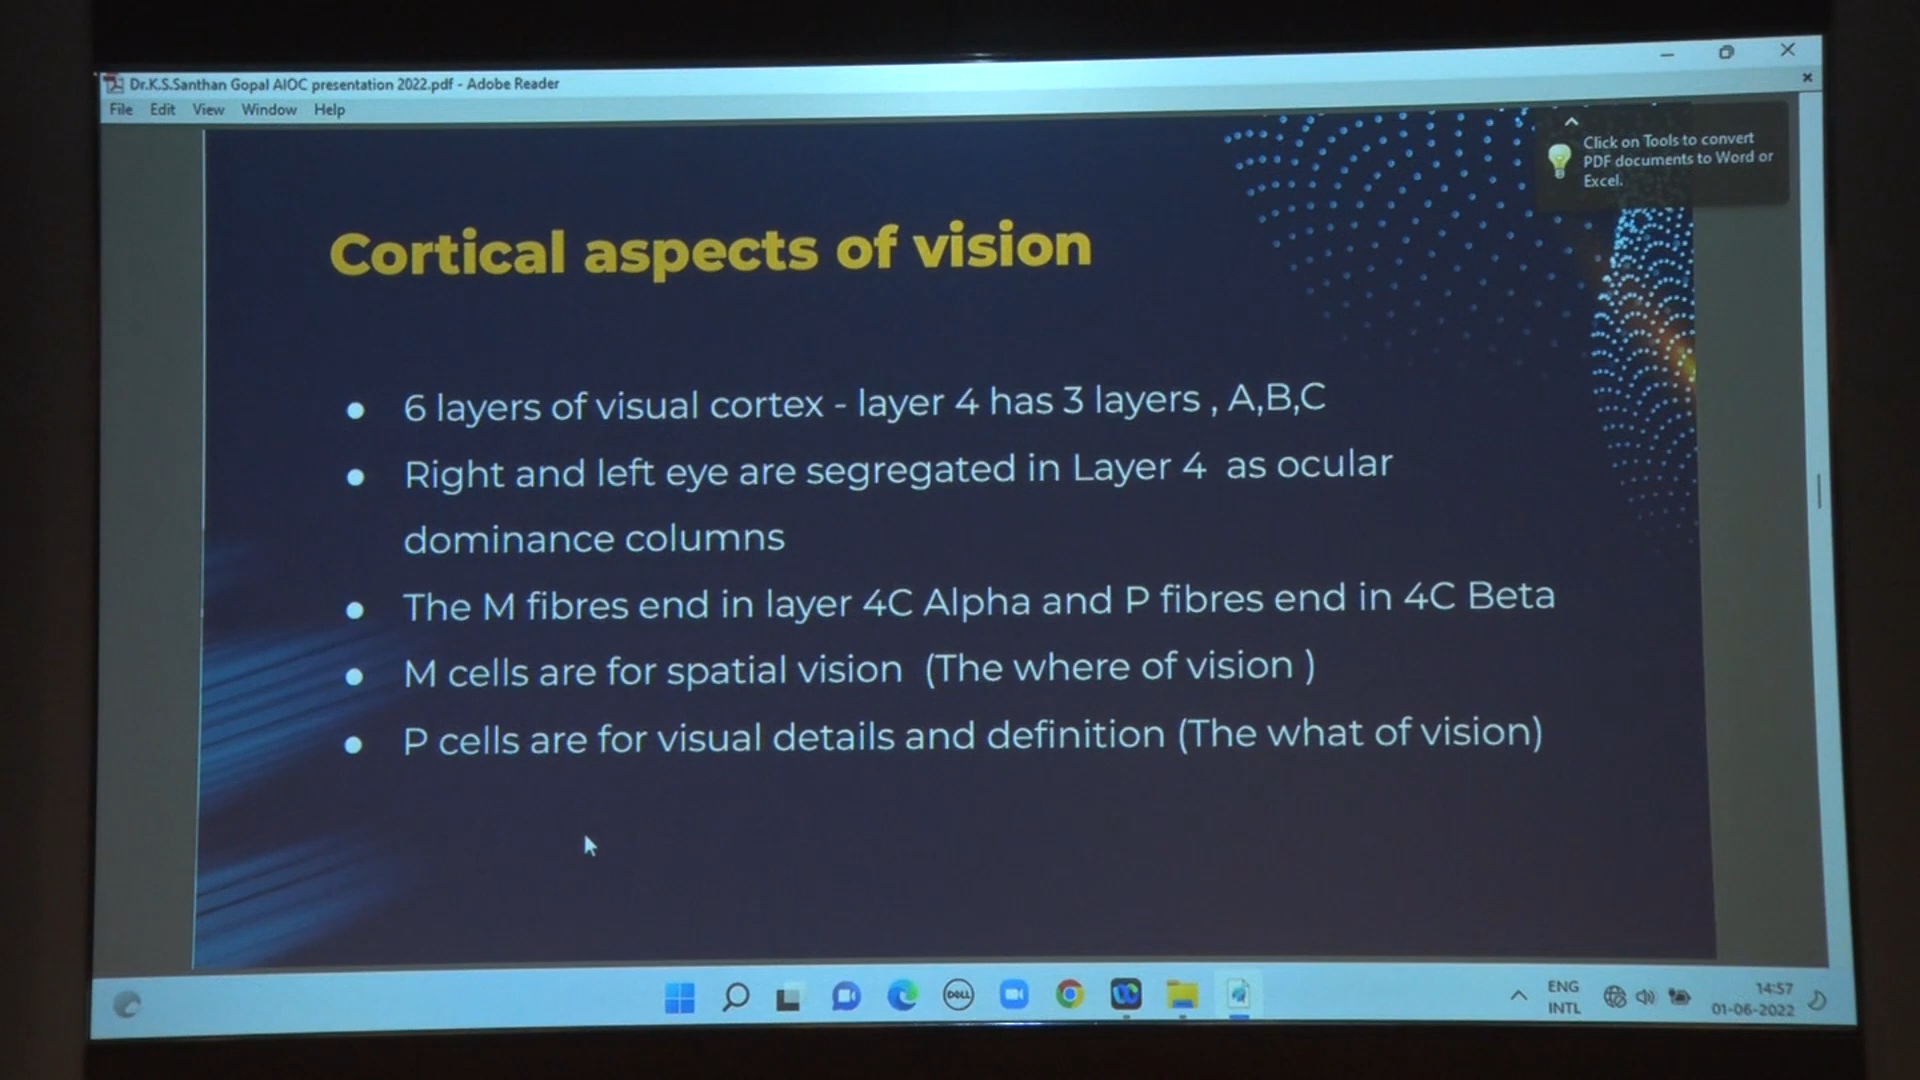 Dr.K.S.Santhan Gopal AIOC presentation 2022.pdf - Adobe Reader
File Edit View Window Help
Click on Tools to convert
PDF documents to Word or
Excel.
Cortical aspects of vision
● 6 layers of visual cortex - layer 4 has 3 layers , A,B,C
● Right and left eye are segregated in Layer 4 as ocular
dominance columns
● The M fibres end in layer 4C Alpha and P fibres end in 4C Beta
● M cells are for spatial vision (The where of vision )
● P cells are for visual details and definition (The what of vision)
DELL
ENG
INTL
14:57
01-06-2022